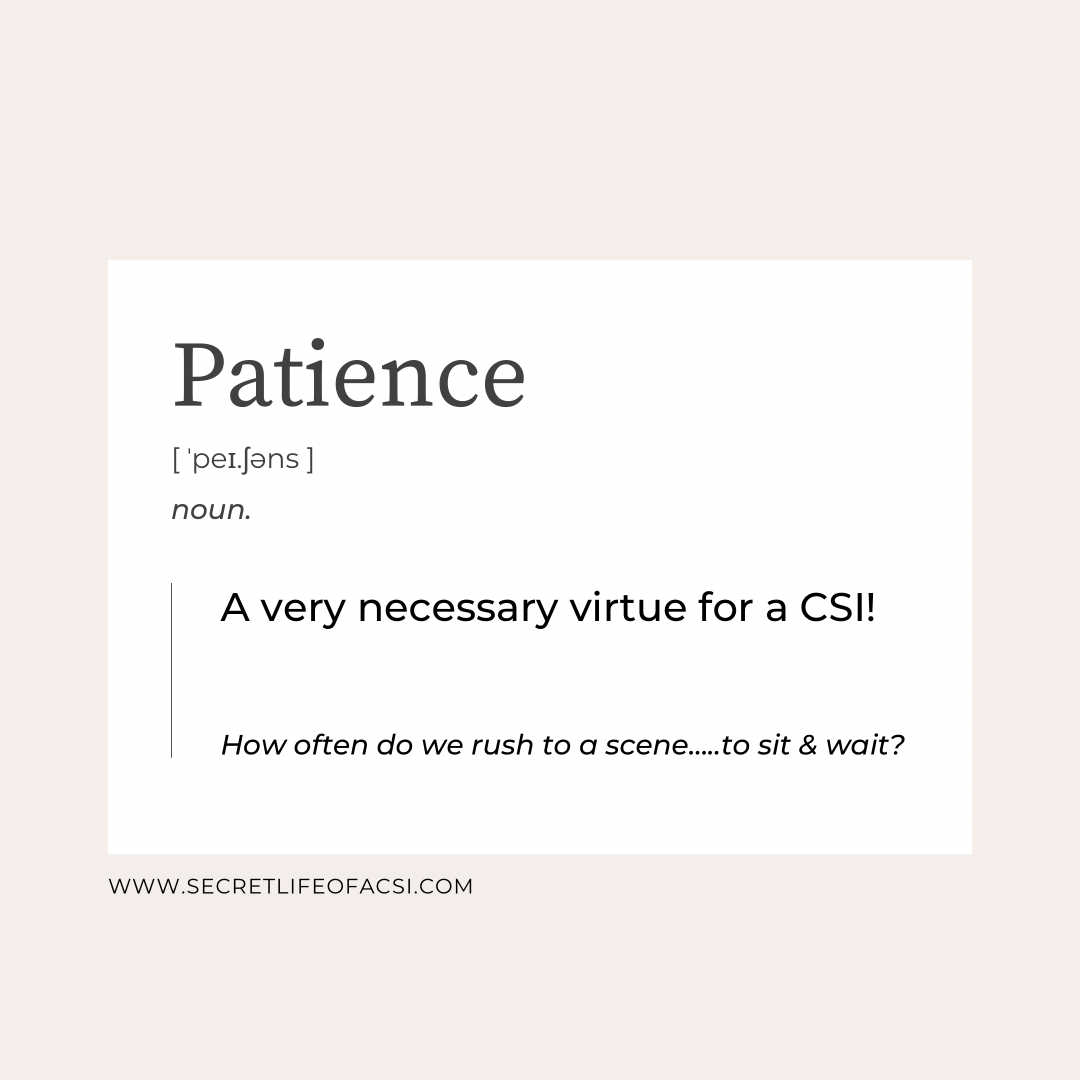 Patience
[ ˈpeɪ.ʃəns ]
noun.
A very necessary virtue for a CSI!
How often do we rush to a scene.....to sit & wait?
WWW.SECRETLIFEOFACSI.COM